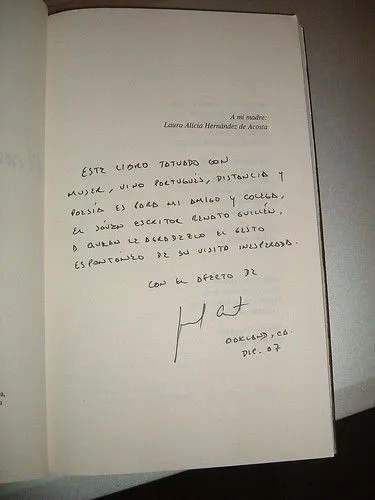 A mi madre:
Laura Alicia Hernández de Acosta
ESTE LIBRO TATUADO CON
MUJER, VINO PORTUGUÉS, DISTANCIA Y
POESÍA ES PARA MI AMIGO Y COLEGA,
EL JÓVEN ESCRITOR RENATO GUILLÉN,
A QUIEN LE AGRADEZCO EL GESTO
ESPONTÁNEO DE SU VISITA INESPERADA.
CON EL AFECTO DE
OAKLAND, CA.
DIC. 07